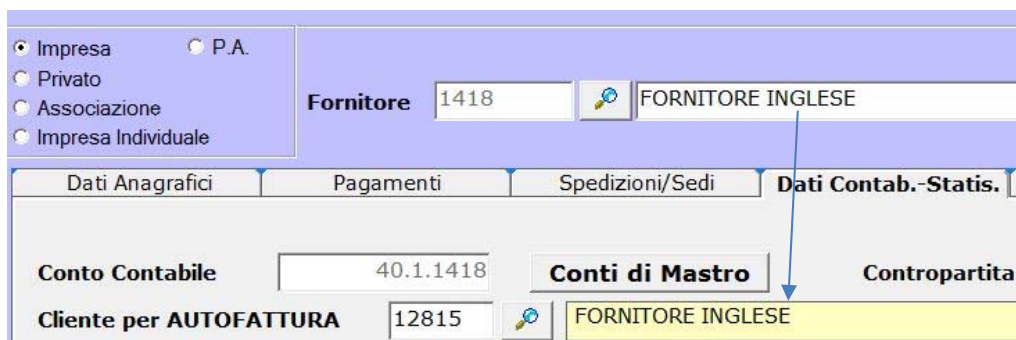 Impresa P.A.
Privato
Associazione
Impresa Individuale
Fornitore 1418 FORNITORE INGLESE
Dati Anagrafici Pagamenti Spedizioni/Sedi Dati Contab.-Statis.
Conto Contabile 40.1.1418 Conti di Mastro Contropartita
Cliente per AUTOFATTURA 12815 FORNITORE INGLESE